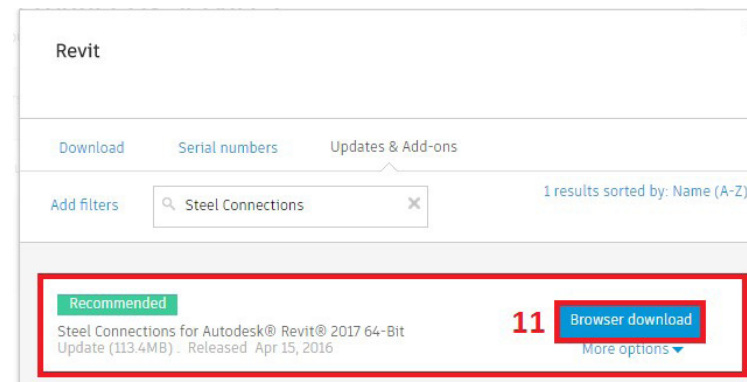 Revit
Download Serial numbers Updates & Add-ons
Add filters Steel Connections 1 results sorted by: Name (A-Z)
Recommended
Steel Connections for Autodesk® Revit® 2017 64-Bit
Update (113.4MB) . Released Apr 15, 2016
11 Browser download
More options